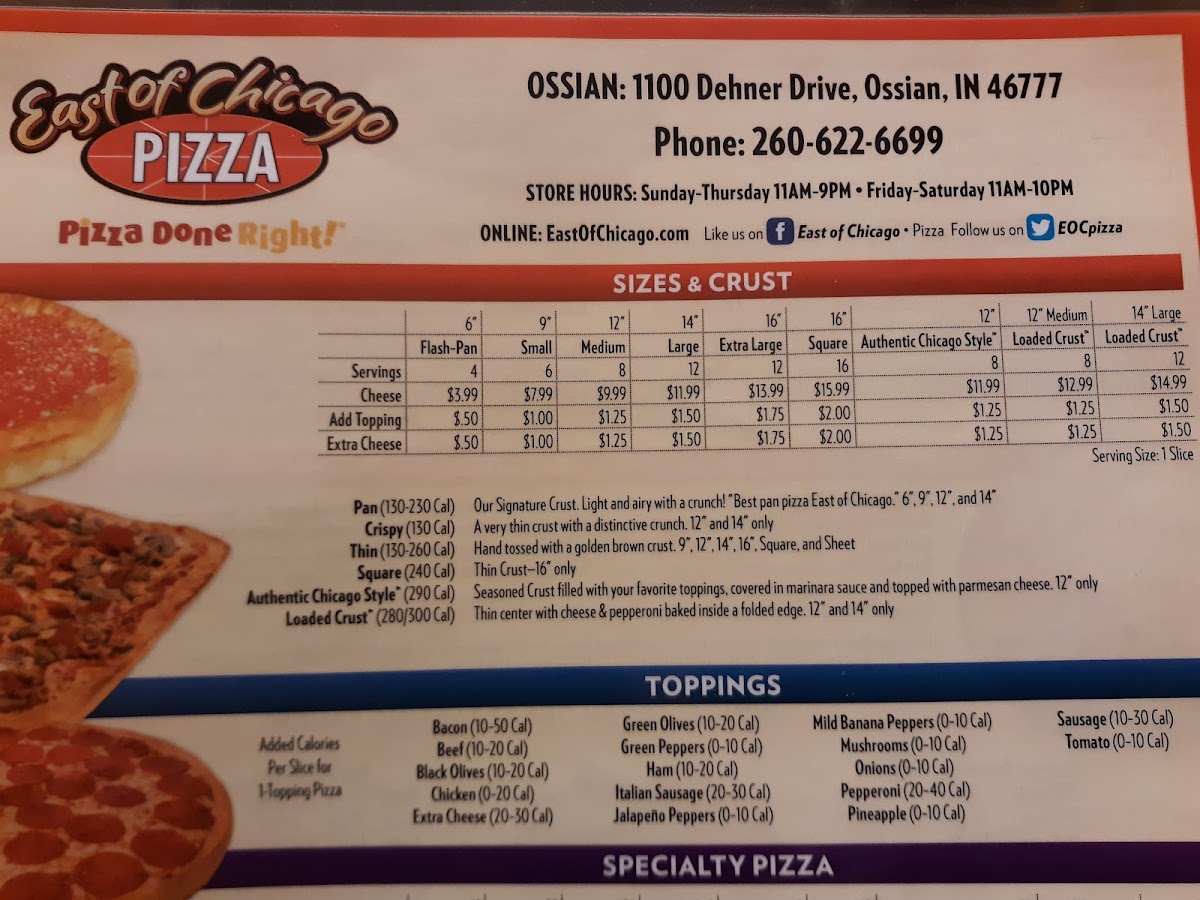 East of Chicago
PIZZA
Pizza Done Right!™
OSSIAN: 1100 Dehner Drive, Ossian, IN 46777
Phone: 260-622-6699
STORE HOURS: Sunday-Thursday 11AM-9PM • Friday-Saturday 11AM-10PM
ONLINE: EastOfChicago.com Like us on f East of Chicago • Pizza Follow us on EOCpizza
SIZES & CRUST
6" 9" 12" 14" 16" 16" 12" 12" Medium 14" Large
Flash-Pan Small Medium Large Extra Large Square Authentic Chicago Style™ Loaded Crust™ Loaded Crust™
Servings 4 6 8 12 12 16 8 8 12
Cheese $3.99 $7.99 $9.99 $11.99 $13.99 $15.99 $11.99 $12.99 $14.99
Add Topping $.50 $1.00 $1.25 $1.50 $1.75 $2.00 $1.25 $1.25 $1.50
Extra Cheese $.50 $1.00 $1.25 $1.50 $1.75 $2.00 $1.25 $1.25 $1.50
Serving Size: 1 Slice
Pan (130-230 Cal) Our Signature Crust. Light and airy with a crunch! "Best pan pizza East of Chicago." 6", 9", 12", and 14"
Crispy (130 Cal) A very thin crust with a distinctive crunch. 12" and 14" only
Thin (130-260 Cal) Hand tossed with a golden brown crust. 9", 12", 14", 16", Square, and Sheet
Square (240 Cal) Thin Crust–16" only
Authentic Chicago Style™ (290 Cal) Seasoned Crust filled with your favorite toppings, covered in marinara sauce and topped with parmesan cheese. 12" only
Loaded Crust™ (280/300 Cal) Thin center with cheese & pepperoni baked inside a folded edge. 12" and 14" only
TOPPINGS
Added Calories
Per Slice for
1-Topping Pizza
Bacon (10-50 Cal)
Beef (10-20 Cal)
Black Olives (10-20 Cal)
Chicken (0-20 Cal)
Extra Cheese (20-30 Cal)
Green Olives (10-20 Cal)
Green Peppers (0-10 Cal)
Ham (10-20 Cal)
Italian Sausage (20-30 Cal)
Jalapeño Peppers (0-10 Cal)
Mild Banana Peppers (0-10 Cal)
Mushrooms (0-10 Cal)
Onions (0-10 Cal)
Pepperoni (20-40 Cal)
Pineapple (0-10 Cal)
Sausage (10-30 Cal)
Tomato (0-10 Cal)
SPECIALTY PIZZA